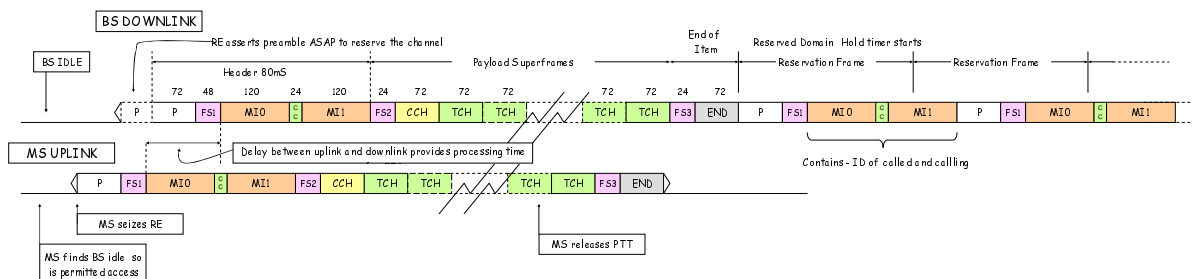 BS DOWNLINK
RE asserts preamble ASAP to reserve the channel
End of
Item
Reserved Domain Hold timer starts
BS IDLE
Header 80mS
Payload Superframes
Reservation Frame
Reservation Frame
72 48 120 24 120 24 72 72 72 72 72 24 72
P P FS1 MI0 CC MI1 FS2 CCH TCH TCH TCH TCH FS3 END P FS1 MI0 CC MI1 P FS1 MI0 CC MI1
MS UPLINK
Delay between uplink and downlink provides processing time
Contains - ID of called and callling
P FS1 MI0 CC MI1 FS2 CCH TCH TCH TCH TCH FS3 END
MS seizes RE
MS releases PTT
MS finds BS idle so
is permitted access